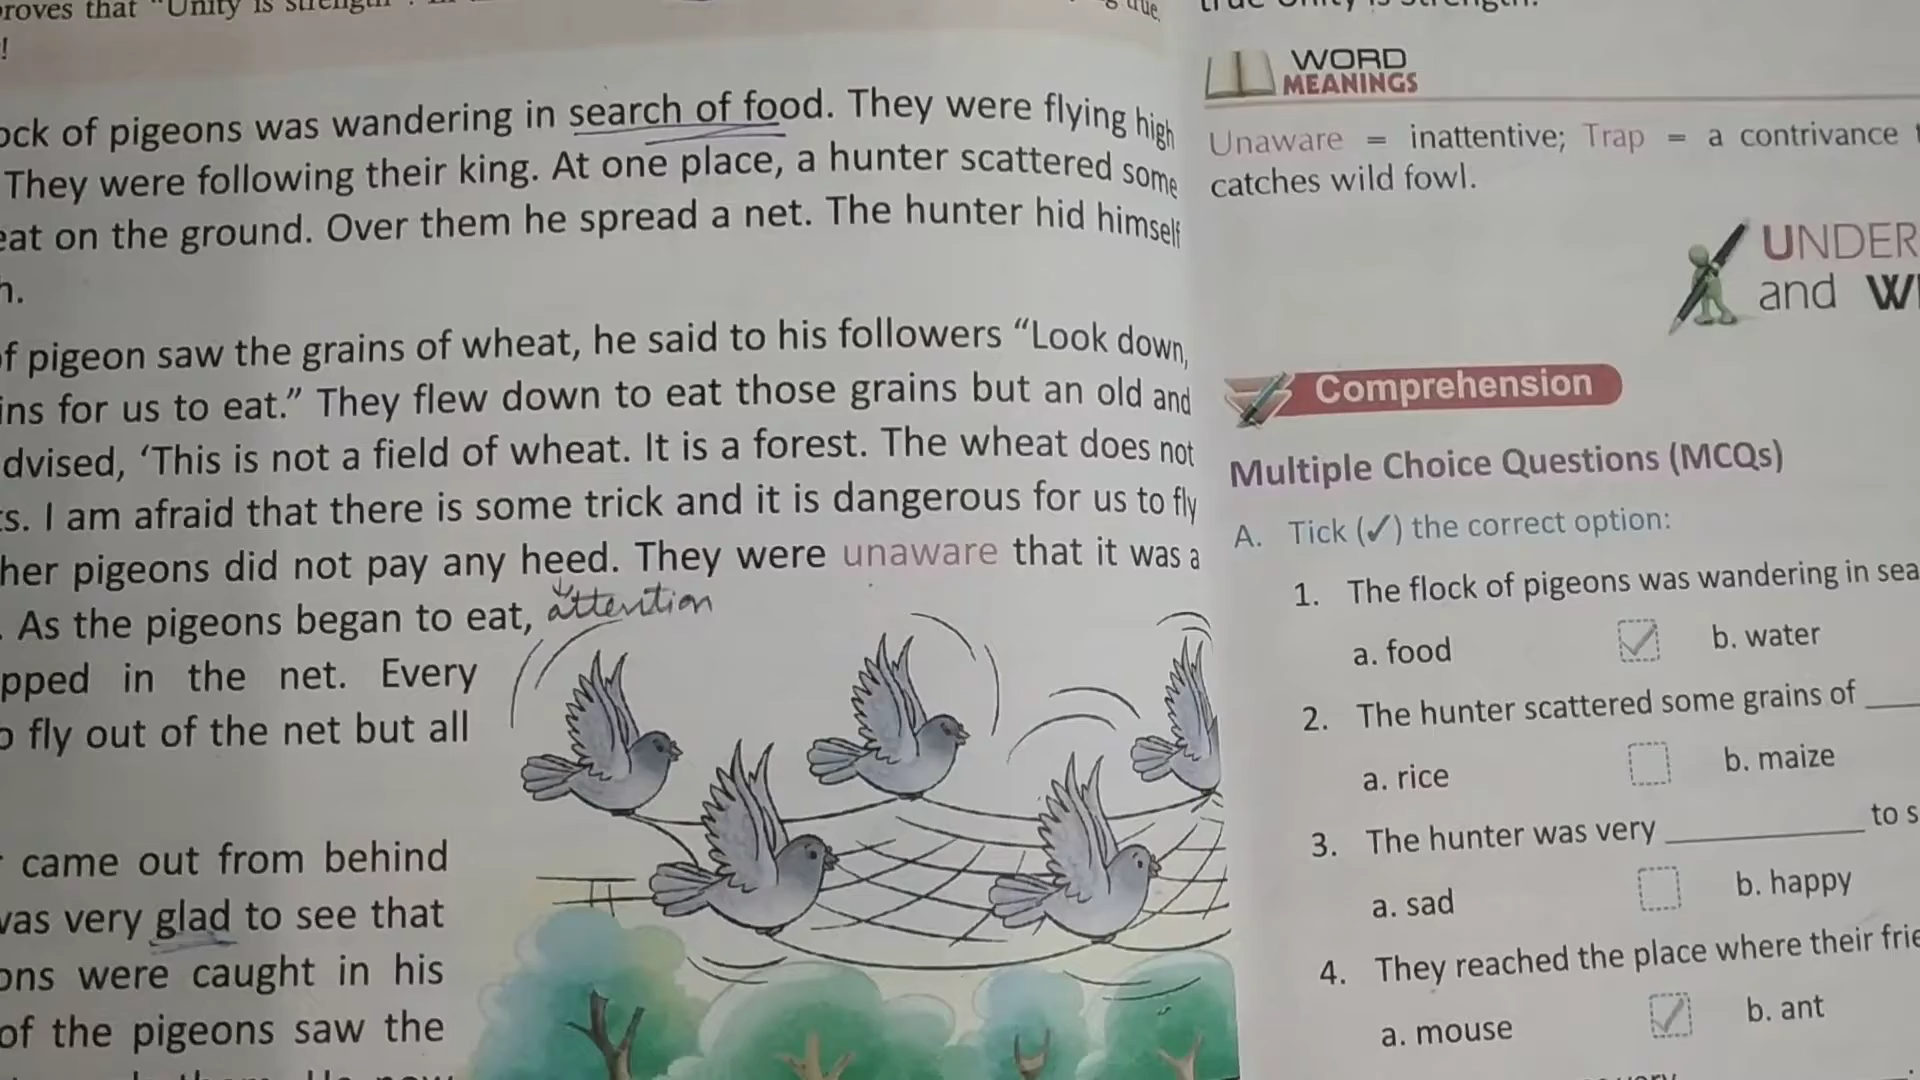 proves that "Unity is strength".
true.
!
ock of pigeons was wandering in search of food. They were flying high
They were following their king. At one place, a hunter scattered some
eat on the ground. Over them he spread a net. The hunter hid himself
h.
of pigeon saw the grains of wheat, he said to his followers “Look down,
ins for us to eat.” They flew down to eat those grains but an old and
dvised, ‘This is not a field of wheat. It is a forest. The wheat does not
ts. I am afraid that there is some trick and it is dangerous for us to fly
her pigeons did not pay any heed. They were unaware that it was a
. As the pigeons began to eat, attention
pped in the net. Every
o fly out of the net but all
came out from behind
was very glad to see that
ons were caught in his
of the pigeons saw the
true Unity is strength.
WORD
MEANINGS
Unaware = inattentive; Trap = a contrivance t
catches wild fowl.
UNDER
and W
Comprehension
Multiple Choice Questions (MCQs)
A. Tick (✓) the correct option:
1. The flock of pigeons was wandering in sea
a. food ✓ b. water
2. The hunter scattered some grains of ____
a. rice b. maize
3. The hunter was very __________ to s
a. sad b. happy
4. They reached the place where their frie
a. mouse ✓ b. ant